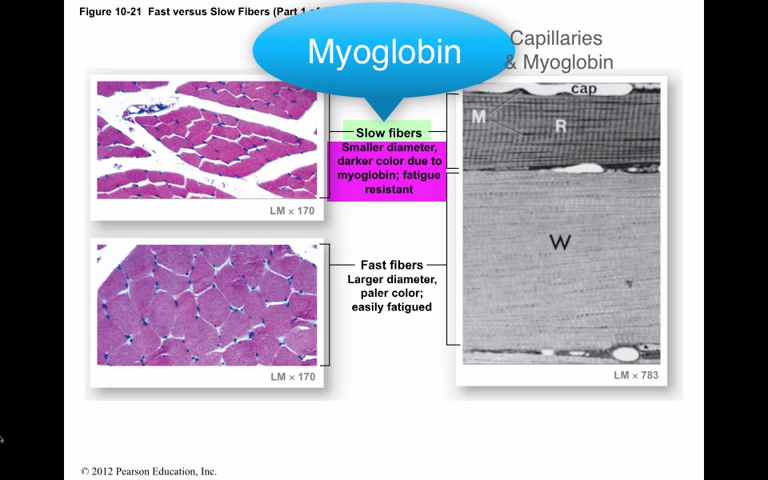 Figure 10-21 Fast versus Slow Fibers (Part 1 of
Myoglobin
Capillaries
& Myoglobin
cap
M
R
Slow fibers
Smaller diameter,
darker color due to
myoglobin; fatigue
resistant
LM × 170
W
Fast fibers
Larger diameter,
paler color;
easily fatigued
LM × 170
LM × 783
© 2012 Pearson Education, Inc.